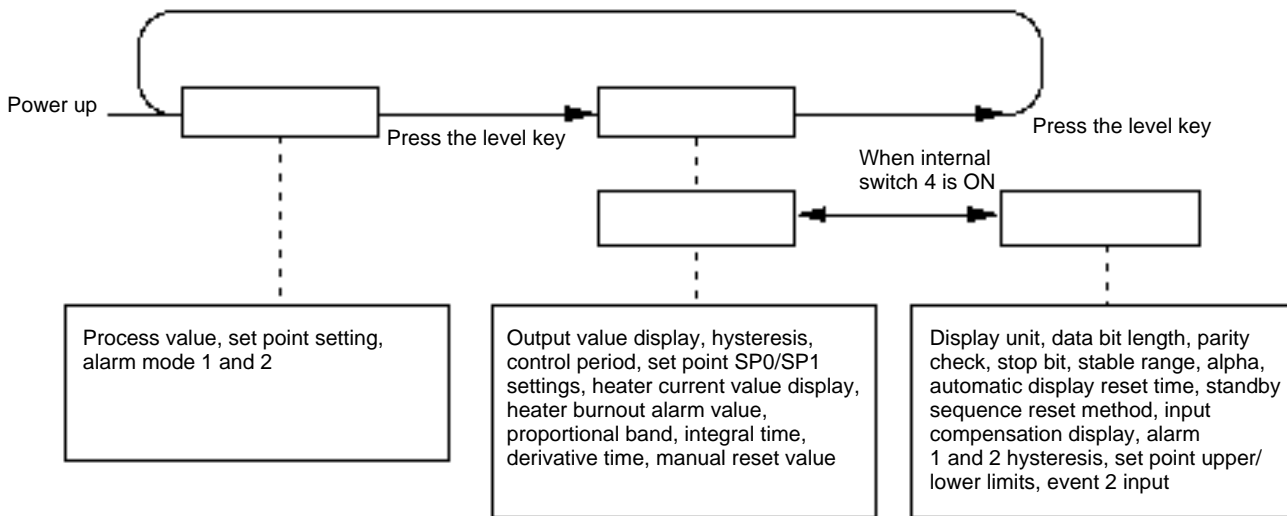 Power up
Press the level key
Press the level key
When internal
switch 4 is ON
Process value, set point setting,
alarm mode 1 and 2
Output value display, hysteresis,
control period, set point SP0/SP1
settings, heater current value display,
heater burnout alarm value,
proportional band, integral time,
derivative time, manual reset value
Display unit, data bit length, parity
check, stop bit, stable range, alpha,
automatic display reset time, standby
sequence reset method, input
compensation display, alarm
1 and 2 hysteresis, set point upper/
lower limits, event 2 input